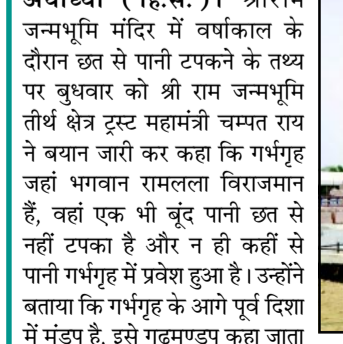 अयोध्या (हि.स.)। श्रीराम
जन्मभूमि मंदिर में वर्षाकाल के
दौरान छत से पानी टपकने के तथ्य
पर बुधवार को श्री राम जन्मभूमि
तीर्थ क्षेत्र ट्रस्ट महामंत्री चम्पत राय
ने बयान जारी कर कहा कि गर्भगृह
जहां भगवान रामलला विराजमान
हैं, वहां एक भी बूंद पानी छत से
नहीं टपका है और न ही कहीं से
पानी गर्भगृह में प्रवेश हुआ है। उन्होंने
बताया कि गर्भगृह के आगे पूर्व दिशा
में मंडप है, इसे गूढ़मण्डप कहा जाता